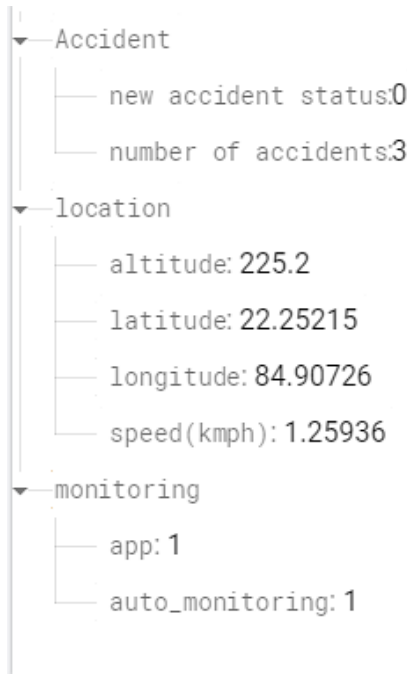 Accident
new accident status:0
number of accidents:3
location
altitude: 225.2
latitude: 22.25215
longitude: 84.90726
speed(kmph): 1.25936
monitoring
app: 1
auto_monitoring: 1